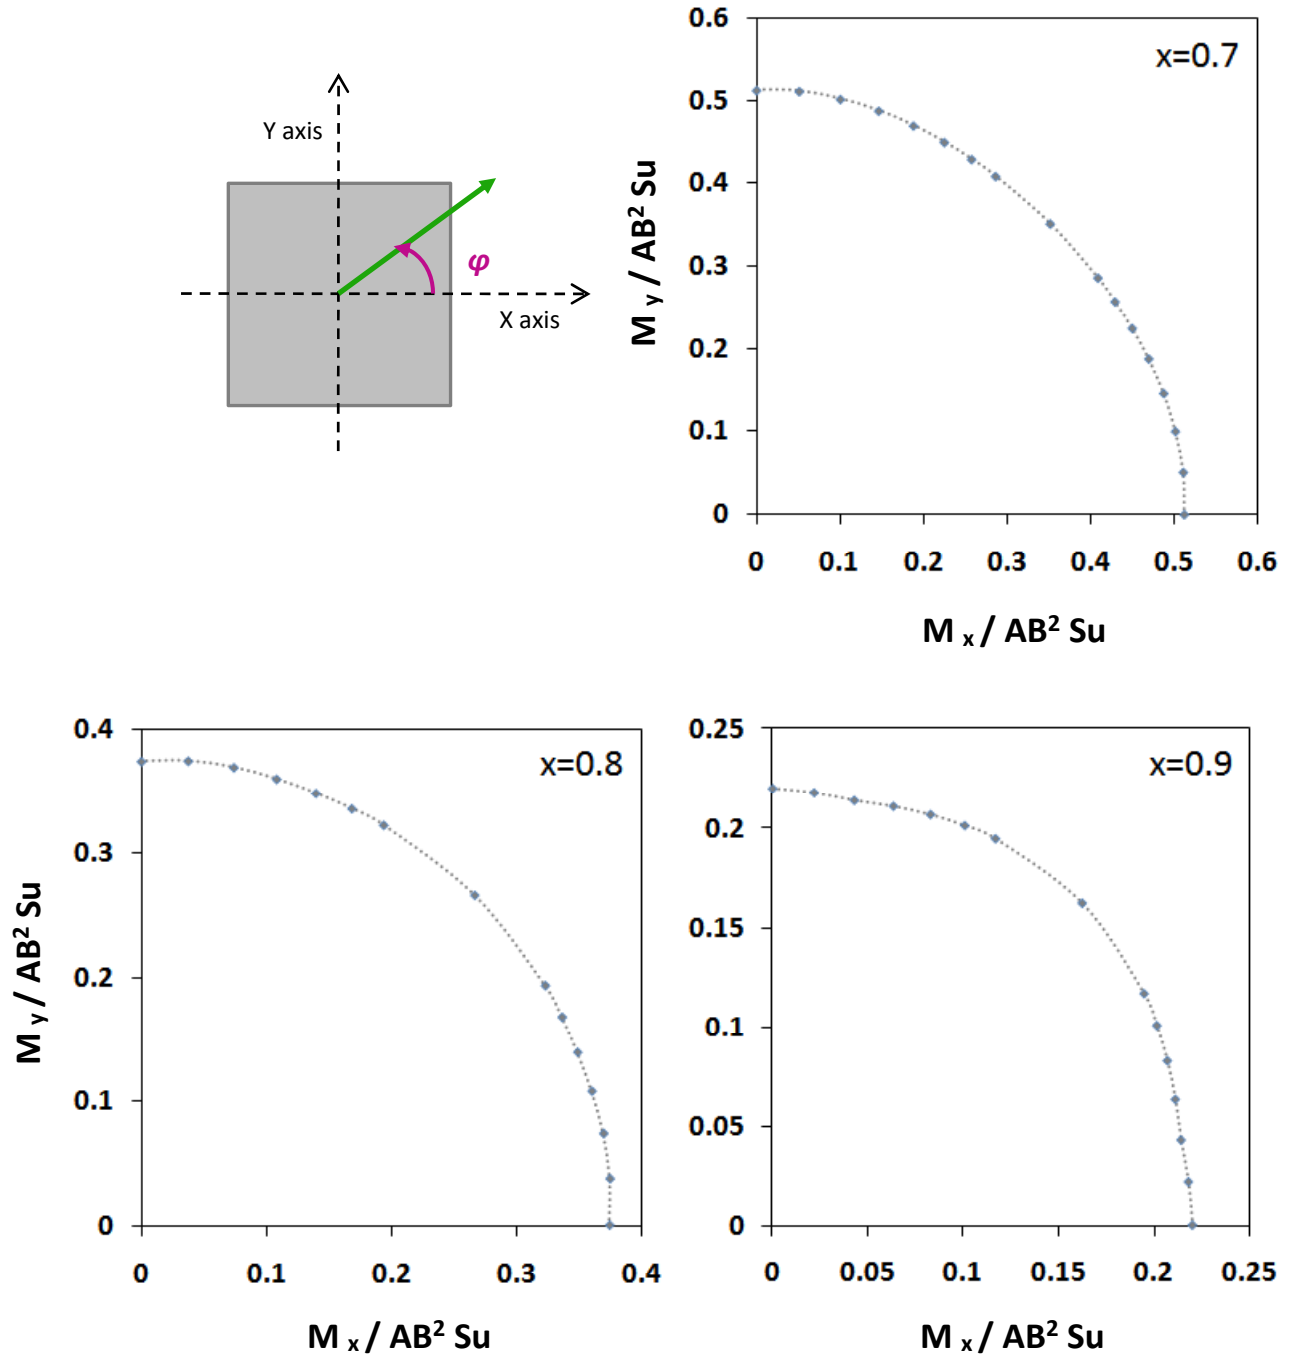 Y axis
φ
X axis
x=0.7
0.6
0.5
0.4
0.3
0.2
0.1
0
0 0.1 0.2 0.3 0.4 0.5 0.6
M y / AB² Su
M x / AB² Su
x=0.8
0.4
0.3
0.2
0.1
0
0 0.1 0.2 0.3 0.4
M y / AB² Su
M x / AB² Su
x=0.9
0.25
0.2
0.15
0.1
0.05
0
0 0.05 0.1 0.15 0.2 0.25
M x / AB² Su